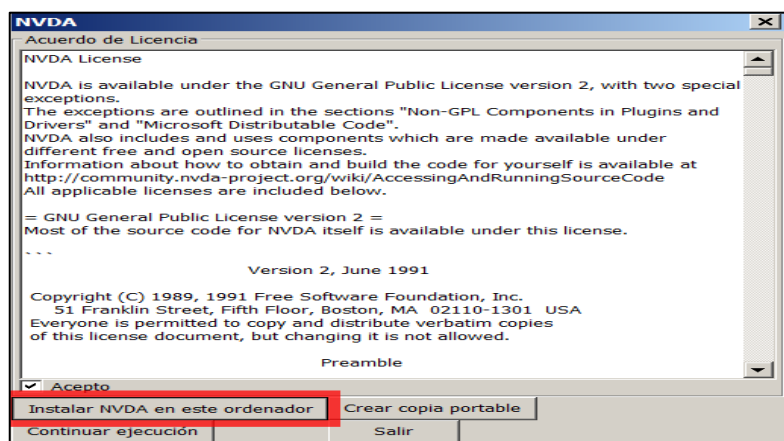 NVDA
Acuerdo de Licencia
NVDA License
NVDA is available under the GNU General Public License version 2, with two special
exceptions.
The exceptions are outlined in the sections "Non-GPL Components in Plugins and
Drivers" and "Microsoft Distributable Code".
NVDA also includes and uses components which are made available under
different free and open source licenses.
Information about how to obtain and build the code for yourself is available at
http://community.nvda-project.org/wiki/AccessingAndRunningSourceCode
All applicable licenses are included below.
= GNU General Public License version 2 =
Most of the source code for NVDA itself is available under this license.
```
Version 2, June 1991
Copyright (C) 1989, 1991 Free Software Foundation, Inc.
51 Franklin Street, Fifth Floor, Boston, MA 02110-1301 USA
Everyone is permitted to copy and distribute verbatim copies
of this license document, but changing it is not allowed.
Preamble
Acepto
Instalar NVDA en este ordenador Crear copia portable
Continuar ejecución Salir